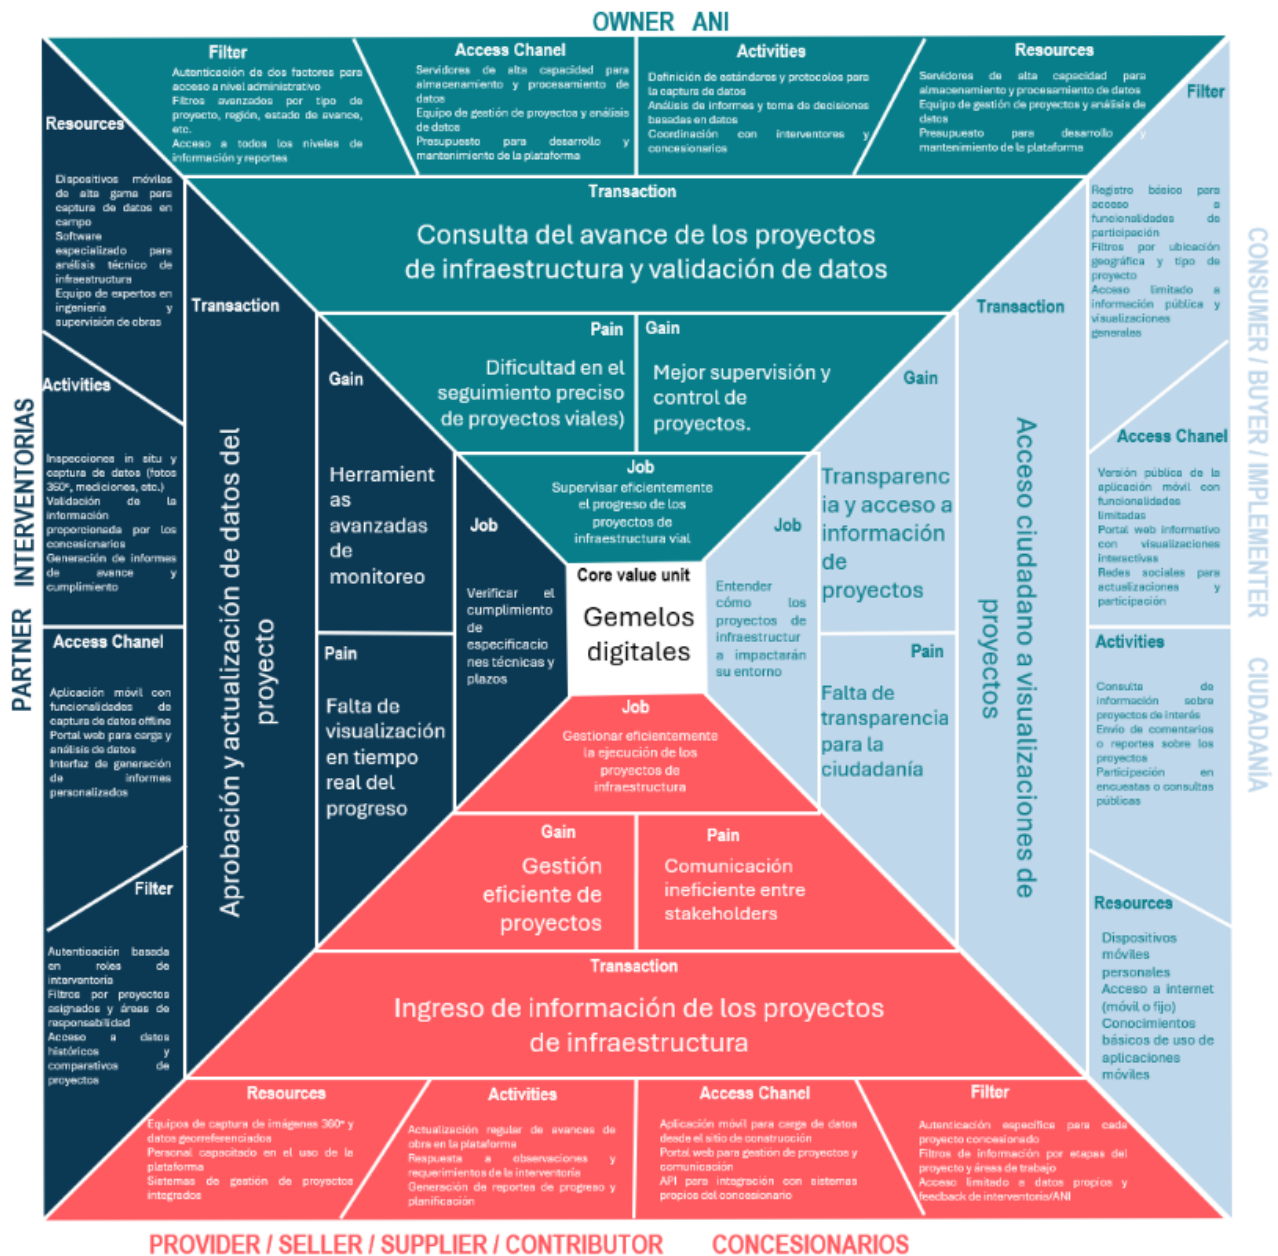 OWNER ANI
Filter
Autenticación de dos factores para
acceso a nivel administrativo
Filtros avanzados por tipo de
proyecto, región, estado de avance,
etc.
Acceso a todos los niveles de
información y reportes
Access Chanel
Servidores de alta capacidad para
almacenamiento y procesamiento de
datos
Equipo de gestión de proyectos y análisis
de datos
Presupuesto para desarrollo y
mantenimiento de la plataforma
Activities
Definición de estándares y protocolos para
la captura de datos
Análisis de informes y toma de decisiones
basadas en datos
Coordinación con interventores y
concesionarios
Resources
Servidores de alta capacidad para
almacenamiento y procesamiento de datos
Equipo de gestión de proyectos y análisis de
datos
Presupuesto para desarrollo y
mantenimiento de la plataforma
Transaction
Consulta del avance de los proyectos
de infraestructura y validación de datos
Pain
Dificultad en el
seguimiento preciso
de proyectos viales)
Gain
Mejor supervisión y
control de
proyectos.
Job
Supervisar eficientemente
el progreso de los
proyectos de
infraestructura vial
PARTNER INTERVENTORIAS
Resources
Dispositivos móviles
de alta gama para
captura de datos en
campo
Software
especializado para
análisis técnico de
infraestructura
Equipo de expertos en
ingeniería y
supervisión de obras
Activities
Inspecciones in situ y
captura de datos (fotos
360º, mediciones, etc.)
Validación de la
información
proporcionada por los
concesionarios
Generación de informes
de avance y
cumplimiento
Access Chanel
Aplicación móvil con
funcionalidades de
captura de datos offline
Portal web para carga y
análisis de datos
Interfaz de generación
de informes
personalizados
Filter
Autenticación basada
en roles de
interventoría
Filtros por proyectos
asignados y áreas de
responsabilidad
Acceso a datos
históricos y
comparativos de
proyectos
Transaction
Aprobación y actualización de datos del
proyecto
Gain
Herramient
as
avanzadas
de
monitoreo
Pain
Falta de
visualización
en tiempo
real del
progreso
Job
Verificar el
cumplimiento
de
especificacio
nes técnicas y
plazos
Core value unit
Gemelos
digitales
Job
Entender
cómo los
proyectos de
infraestructur
a impactarán
su entorno
Gain
Transparenc
ia y acceso a
información
de
proyectos
Pain
Falta de
transparencia
para la
ciudadanía
Transaction
Acceso ciudadano a visualizaciones de
proyectos
Filter
Registro básico para
acceso a
funcionalidades de
participación
Filtros por ubicación
geográfica y tipo de
proyecto
Acceso limitado a
información pública y
visualizaciones
generales
Access Chanel
Versión pública de la
aplicación móvil con
funcionalidades
limitadas
Portal web informativo
con visualizaciones
interactivas
Redes sociales para
actualizaciones y
participación
Activities
Consulta de
información sobre
proyectos de interés
Envío de comentarios
o reportes sobre los
proyectos
Participación en
encuestas o consultas
públicas
Resources
Dispositivos
móviles
personales
Acceso a internet
(móvil o fijo)
Conocimientos
básicos de uso de
aplicaciones
móviles
CONSUMER / BUYER / IMPLEMENTER CIUDADANÍA
Job
Gestionar eficientemente
la ejecución de los
proyectos de
infraestructura
Gain
Gestión
eficiente de
proyectos
Pain
Comunicación
ineficiente entre
stakeholders
Transaction
Ingreso de información de los proyectos
de infraestructura
Resources
Equipos de captura de imágenes 360º y
datos georreferenciados
Personal capacitado en el uso de la
plataforma
Sistemas de gestión de proyectos
integrados
Activities
Actualización regular de avances de
obra en la plataforma
Respuesta a observaciones y
requerimientos de la interventoría
Generación de reportes de progreso y
planificación
Access Chanel
Aplicación móvil para carga de datos
desde el sitio de construcción
Portal web para gestión de proyectos y
comunicación
API para integración con sistemas
propios del concesionario
Filter
Autenticación específica para cada
proyecto concesionado
Filtros de información por etapas del
proyecto y áreas de trabajo
Acceso limitado a datos propios y
feedback de interventoría/ANI
PROVIDER / SELLER / SUPPLIER / CONTRIBUTOR CONCESIONARIOS